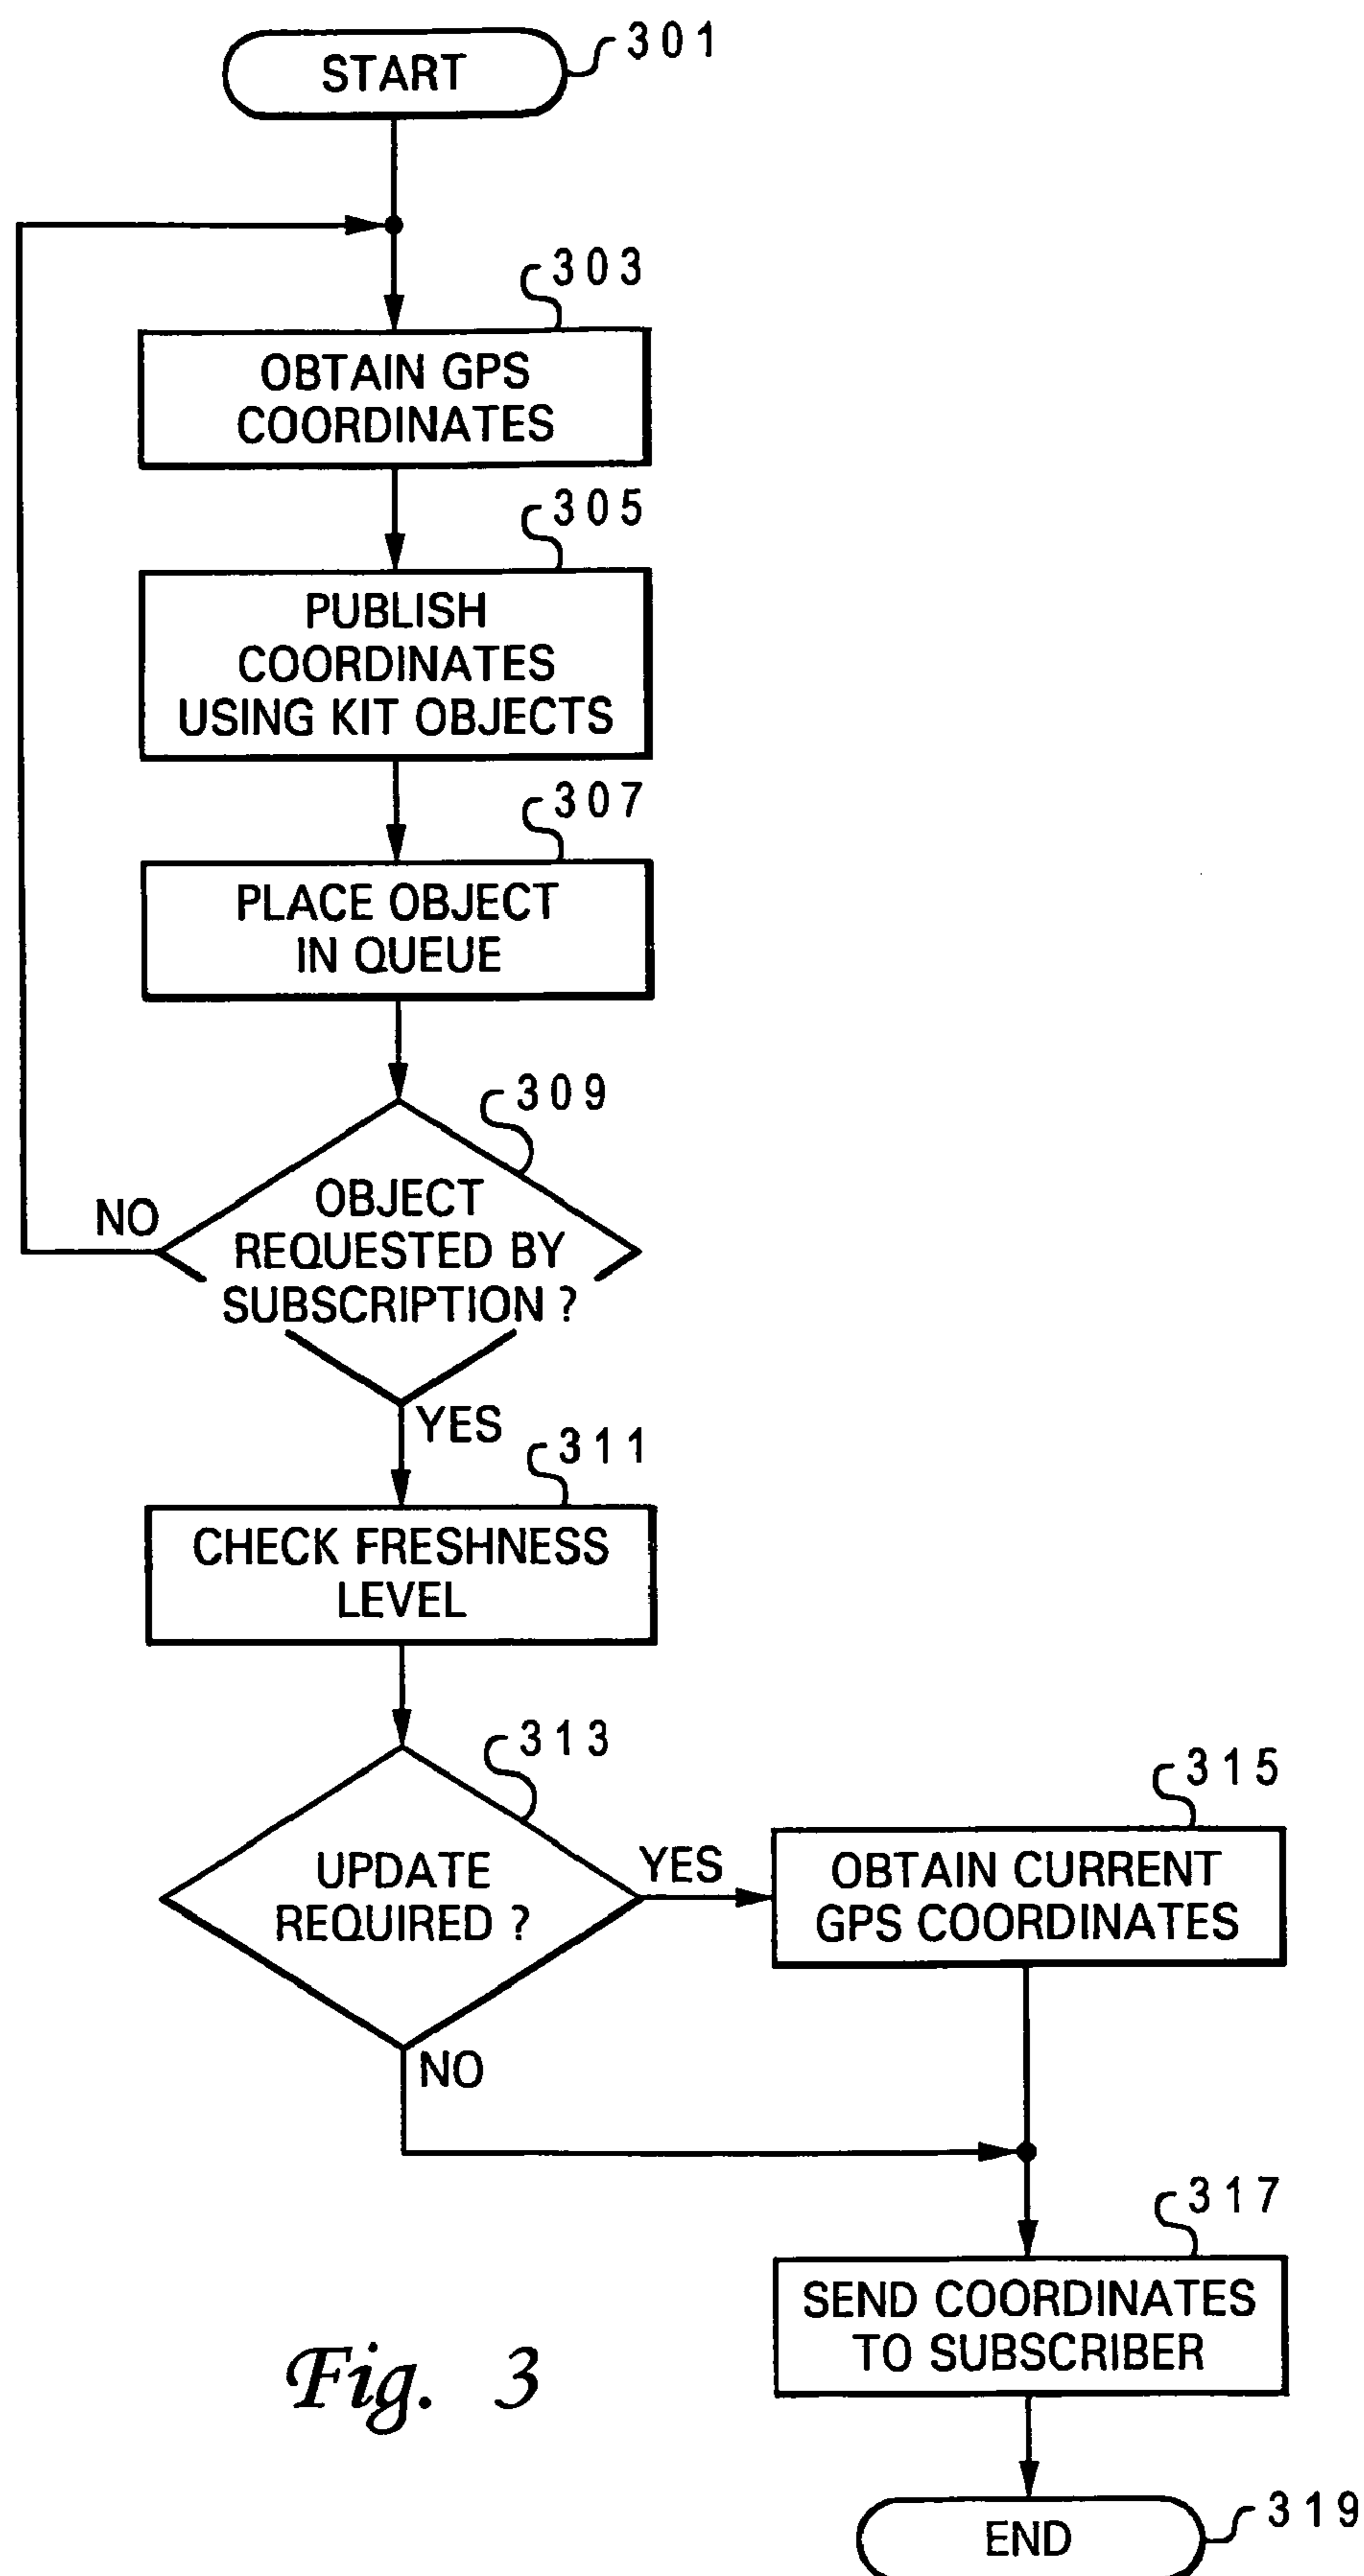 START
301
303
OBTAIN GPS
COORDINATES
305
PUBLISH
COORDINATES
USING KIT OBJECTS
307
PLACE OBJECT
IN QUEUE
309
OBJECT
REQUESTED BY
SUBSCRIPTION ?
NO
YES
311
CHECK FRESHNESS
LEVEL
313
UPDATE
REQUIRED ?
YES
315
OBTAIN CURRENT
GPS COORDINATES
NO
317
SEND COORDINATES
TO SUBSCRIBER
Fig. 3
END
319